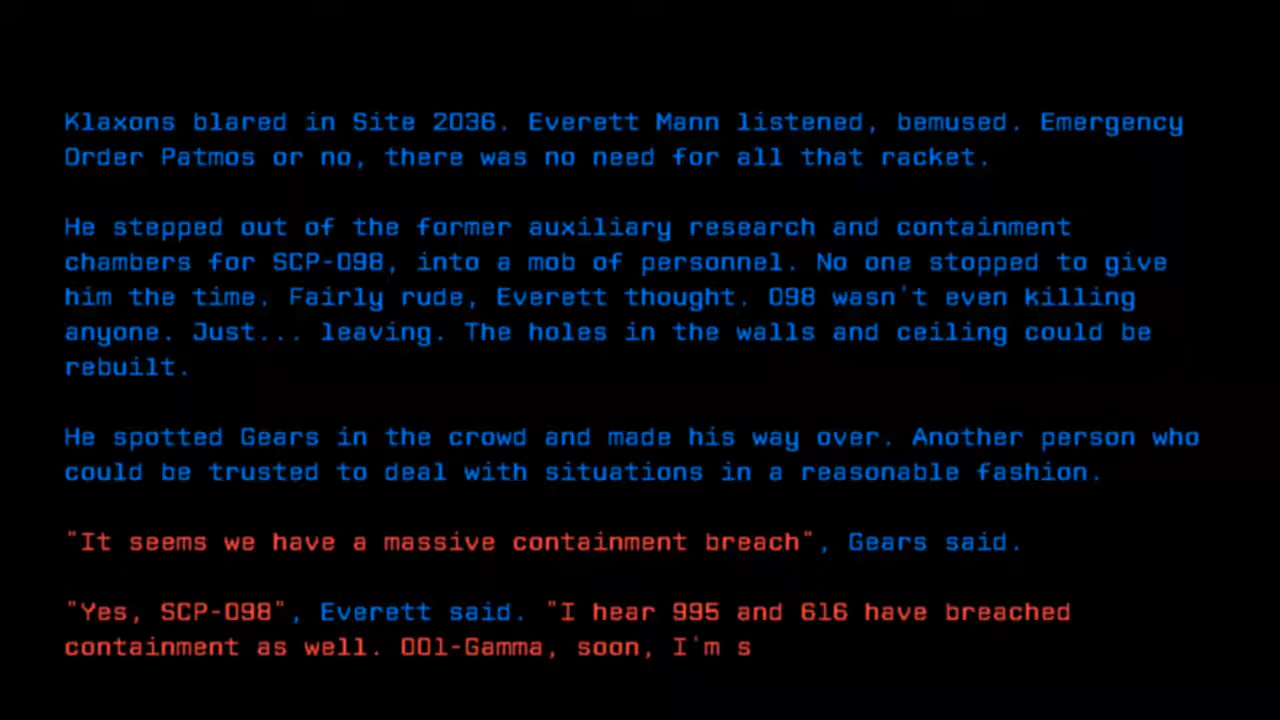 Klaxons blared in Site 2036. Everett Mann listened, bemused. Emergency
Order Patmos or no, there was no need for all that racket.
He stepped out of the former auxiliary research and containment
chambers for SCP-098, into a mob of personnel. No one stopped to give
him the time. Fairly rude, Everett thought. 098 wasn't even killing
anyone. Just... leaving. The holes in the walls and ceiling could be
rebuilt.
He spotted Gears in the crowd and made his way over. Another person who
could be trusted to deal with situations in a reasonable fashion.
"It seems we have a massive containment breach", Gears said.
"Yes, SCP-098", Everett said. "I hear 995 and 616 have breached
containment as well. 001-Gamma, soon, I'm s